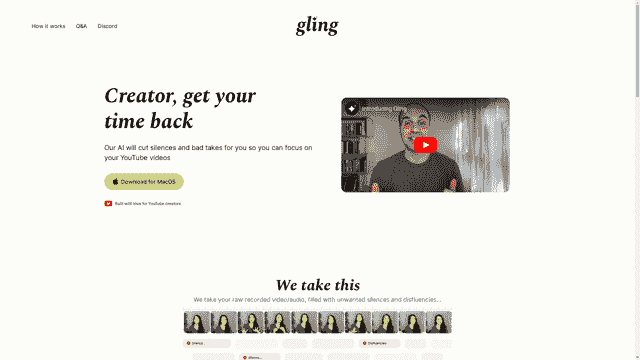 How it works
Q&A
Discord
gling
Creator, get your
time back
Our AI will cut silences and bad takes for you so you can focus on
your YouTube videos
Download for MacOS
Built with love for YouTube creators
Introducing
We take this
We take your raw recorded video/audio, filled with unwanted silences and disfluencies...
Silence...
Disfluencies